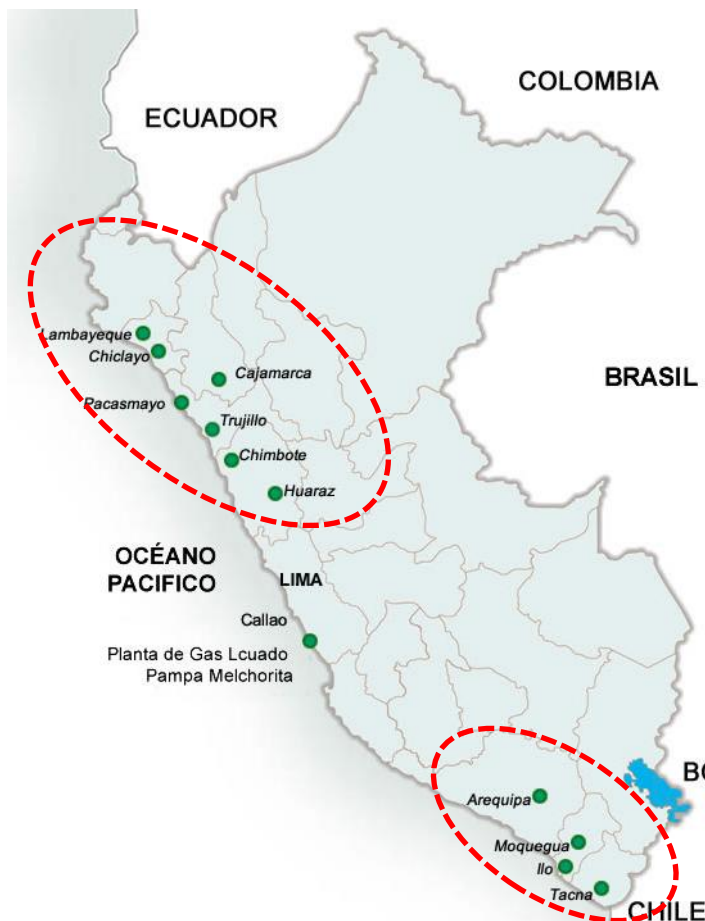 COLOMBIA
ECUADOR
Lambayeque
Chiclayo
Cajamarca
BRASIL
Pacasmayo
Trujillo
Chimbote
Huaraz
OCÉANO
PACIFICO
LIMA
Callao
Planta de Gas Lcuado
Pampa Melchorita
BO
Arequipa
Moquegua
Ilo
Tacna
CHILE